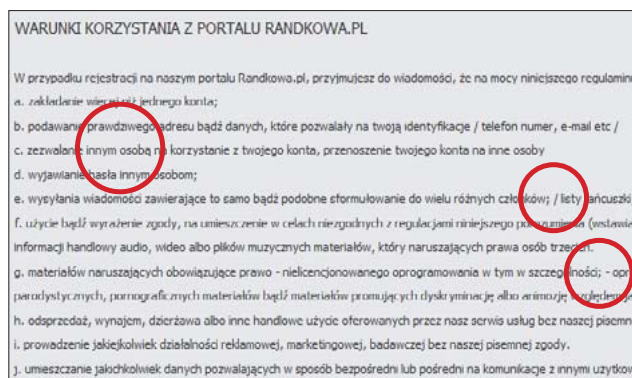 WARUNKI KORZYSTANIA Z PORTALU RANDKOWA.PL
W przypadku rejestracji na naszym portalu Randkowa.pl, przyjmujesz do wiadomości, że na mocy niniejszego regulaminu
a. zakładanie więcej niż jednego konta;
b. podawanie prawdziwego adresu bądź danych, które pozwalały na twoją identyfikacje / telefon numer, e-mail etc /
c. zezwalanie innym osobą na korzystanie z twojego konta, przenoszenie twojego konta na inne osoby
d. wyjawianie hasła innym osobom;
e. wysyłania wiadomości zawierające to samo bądź podobne sformułowanie do wielu różnych członków; / listy łańcuszki
f. użycie bądź wyrażenie zgody, na umieszczenie w celach niezgodnych z regulacjami niniejszego porozumienia (wstawia
informacji handlowy audio, wideo albo plików muzycznych materiałów, który naruszających prawa osób trzecich.
g. materiałów naruszających obowiązujące prawo - nielicencjonowanego oprogramowania w tym w szczególności; - opr
parodystycznych, pornograficznych materiałów bądź materiałów promujących dyskryminację albo animozję względem
h. odsprzedaż, wynajem, dzierżawa albo inne handlowe użycie oferowanych przez nasz serwis usług bez naszej pisemn
i. prowadzenie jakiejkolwiek działalności reklamowej, marketingowej, badawczej bez naszej pisemnej zgody.
j. umieszczanie jakichkolwiek danych pozwalających w sposób bezpośredni lub pośredni na komunikacje z innymi użytkow